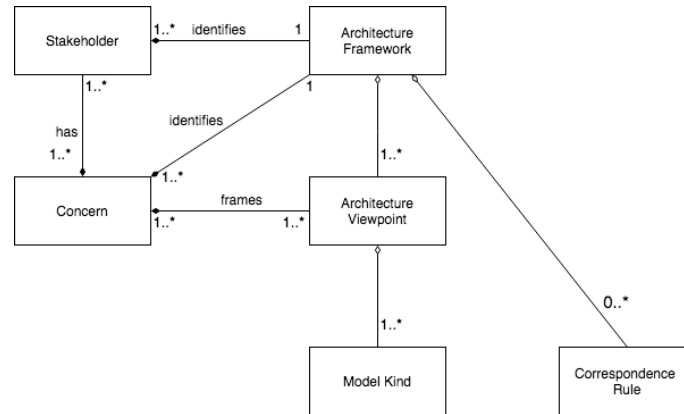 Stakeholder
1..*
identifies
1
Architecture
Framework
1..*
1
identifies
has
1..*
1..*
1..*
Concern
frames
1..*
1..*
Architecture
Viewpoint
0..*
1..*
Model Kind
Correspondence
Rule